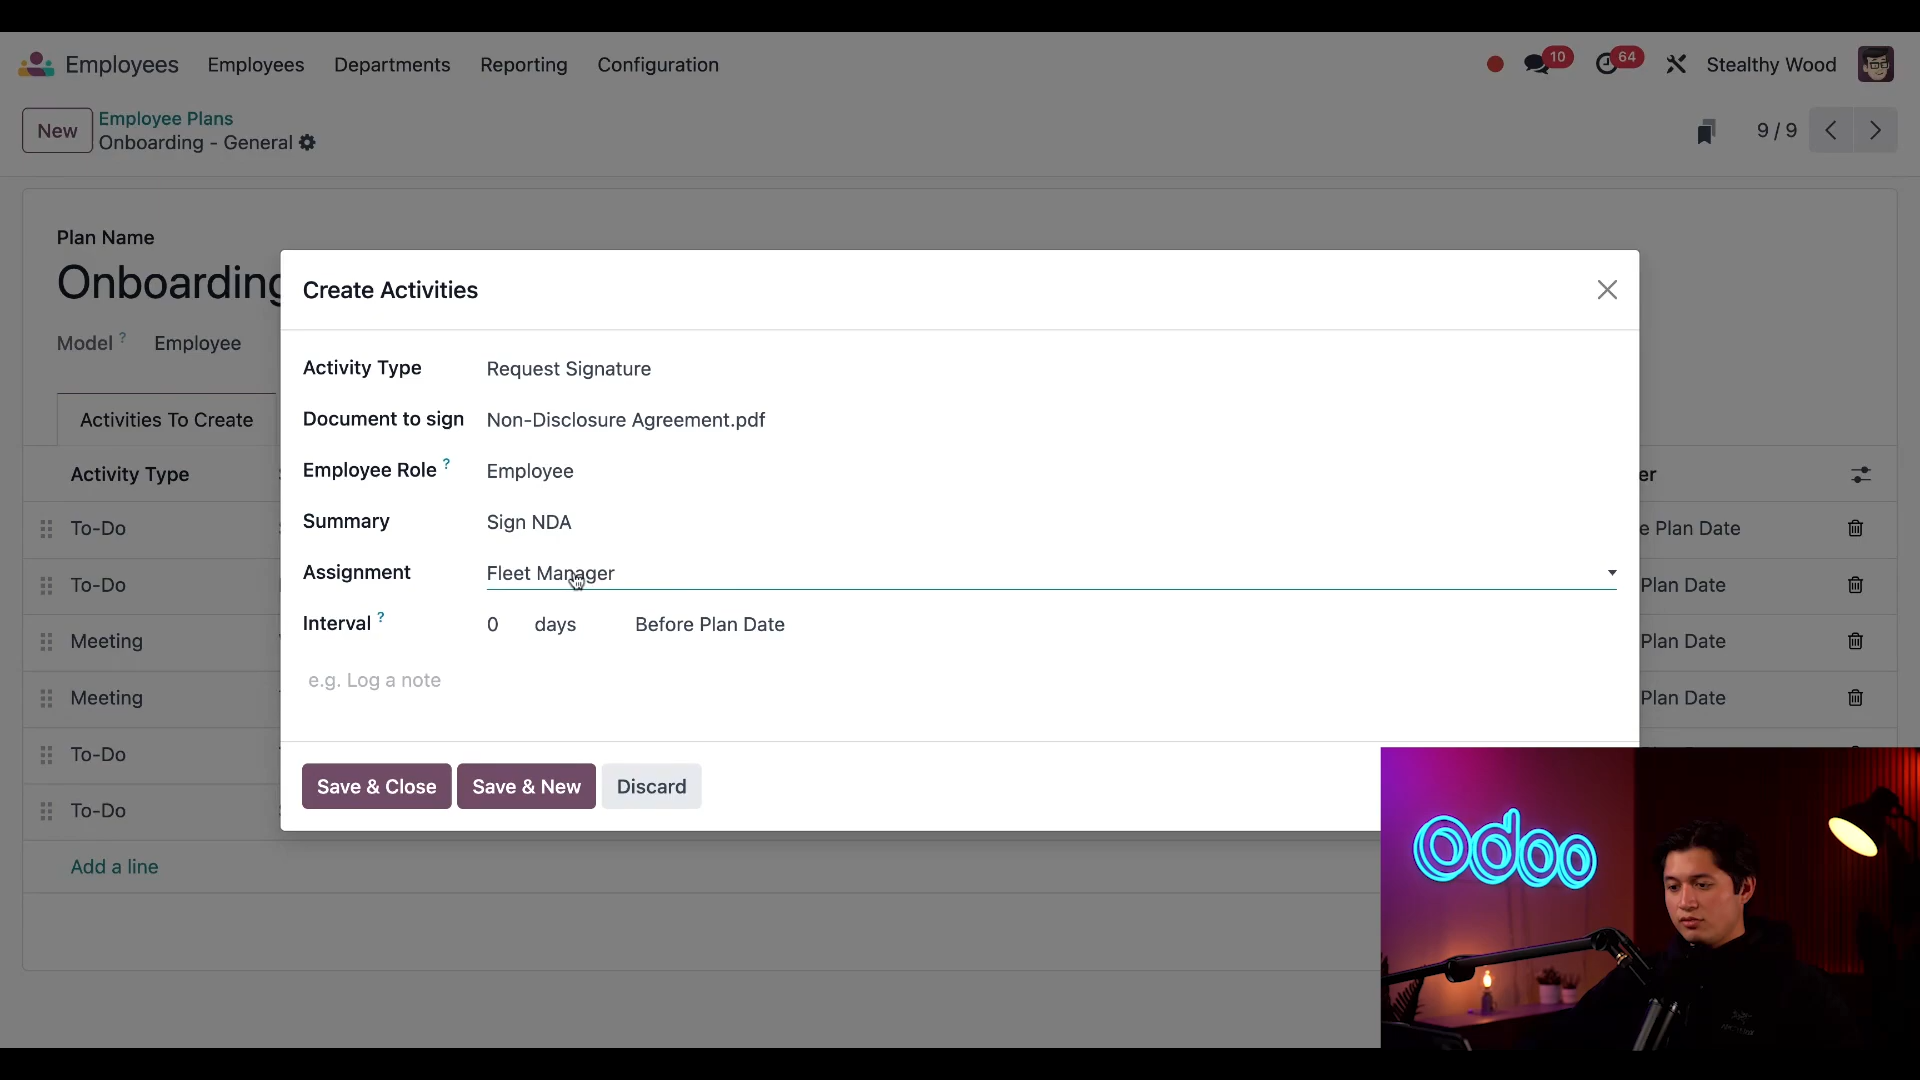 Employees Employees Departments Reporting Configuration 10 64 Stealthy Wood
New Employee Plans
Onboarding - General 9 / 9
Plan Name
Onboarding
Model ? Employee
Activities To Create
Activity Type er
To-Do e Plan Date
To-Do Plan Date
Meeting Plan Date
Meeting Plan Date
To-Do
To-Do
Add a line
Create Activities
Activity Type Request Signature
Document to sign Non-Disclosure Agreement.pdf
Employee Role ? Employee
Summary Sign NDA
Assignment Fleet Manager
Interval ? 0 days Before Plan Date
e.g. Log a note
Save & Close Save & New Discard
odoo